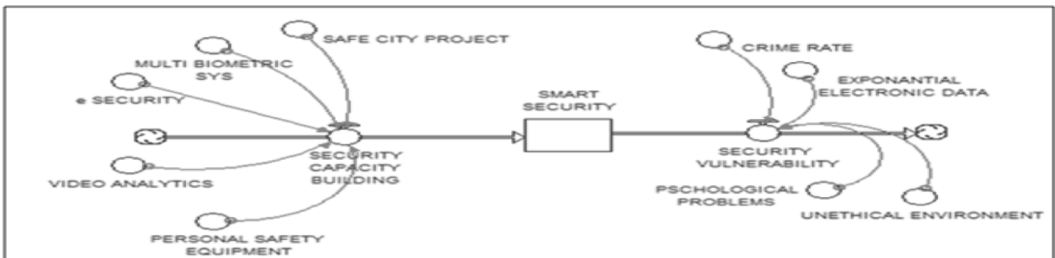 SAFE CITY PROJECT
MULTI BIOMETRIC
SYS
e SECURITY
VIDEO ANALYTICS
PERSONAL SAFETY
EQUIPMENT
SECURITY
CAPACITY
BUILDING
SMART
SECURITY
CRIME RATE
EXPONANTIAL
ELECTRONIC DATA
SECURITY
VULNERABILITY
PSCHOLOGICAL
PROBLEMS
UNETHICAL ENVIRONMENT